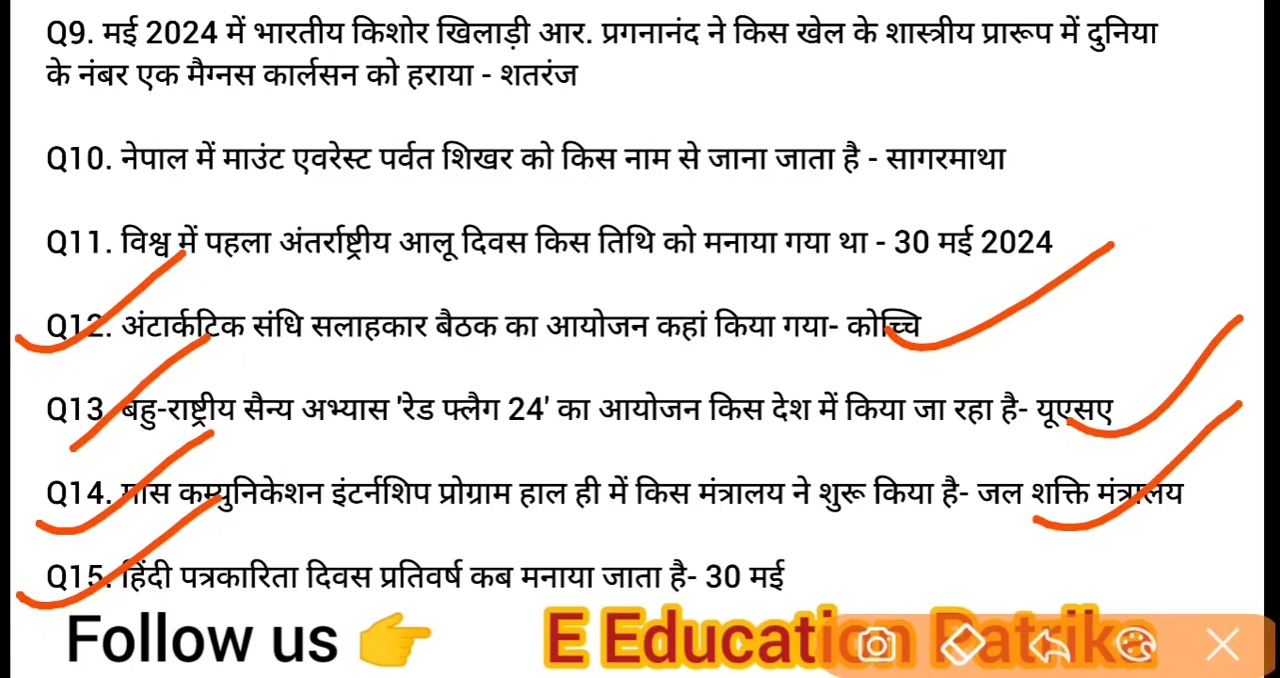 Q9. मई 2024 में भारतीय किशोर खिलाड़ी आर. प्रगनानंद ने किस खेल के शास्त्रीय प्रारूप में दुनिया
के नंबर एक मैग्नस कार्लसन को हराया - शतरंज
Q10. नेपाल में माउंट एवरेस्ट पर्वत शिखर को किस नाम से जाना जाता है - सागरमाथा
Q11. विश्व में पहला अंतर्राष्ट्रीय आलू दिवस किस तिथि को मनाया गया था - 30 मई 2024
Q12. अंटार्कटिक संधि सलाहकार बैठक का आयोजन कहां किया गया- कोच्चि
Q13. बहु-राष्ट्रीय सैन्य अभ्यास 'रेड फ्लैग 24' का आयोजन किस देश में किया जा रहा है- यूएसए
Q14. मास कम्युनिकेशन इंटर्नशिप प्रोग्राम हाल ही में किस मंत्रालय ने शुरू किया है- जल शक्ति मंत्रालय
Q15. हिंदी पत्रकारिता दिवस प्रतिवर्ष कब मनाया जाता है- 30 मई
Follow us E Education Patrika